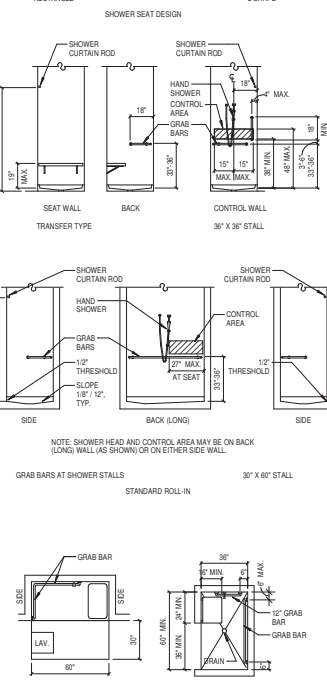 SHOWER SEAT DESIGN
SHOWER
CURTAIN ROD
SHOWER
CURTAIN ROD
HAND
SHOWER
CONTROL
AREA
GRAB
BARS
18"
18"
4" MAX.
19"
MAX.
33"-36"
15"
MAX.
15"
MAX.
38" MIN.
48" MAX.
18"
MIN.
3'-6"
33"-36"
SEAT WALL
BACK
CONTROL WALL
TRANSFER TYPE
36" X 36" STALL
SHOWER
CURTAIN ROD
HAND
SHOWER
GRAB
BARS
1/2"
THRESHOLD
SLOPE
1/8" / 12",
TYP.
CONTROL
AREA
27" MAX.
AT SEAT
33"-36"
SHOWER
CURTAIN ROD
1/2"
THRESHOLD
SIDE
BACK (LONG)
SIDE
NOTE: SHOWER HEAD AND CONTROL AREA MAY BE ON BACK
(LONG) WALL (AS SHOWN) OR ON EITHER SIDE WALL.
GRAB BARS AT SHOWER STALLS
30" X 60" STALL
STANDARD ROLL-IN
GRAB BAR
SIDE
SIDE
LAV.
30"
60"
36"
16" MIN.
6"
6" MAX.
6"
24" MIN.
60" MIN.
36" MIN.
12" GRAB
BAR
GRAB BAR
DRAIN
6"